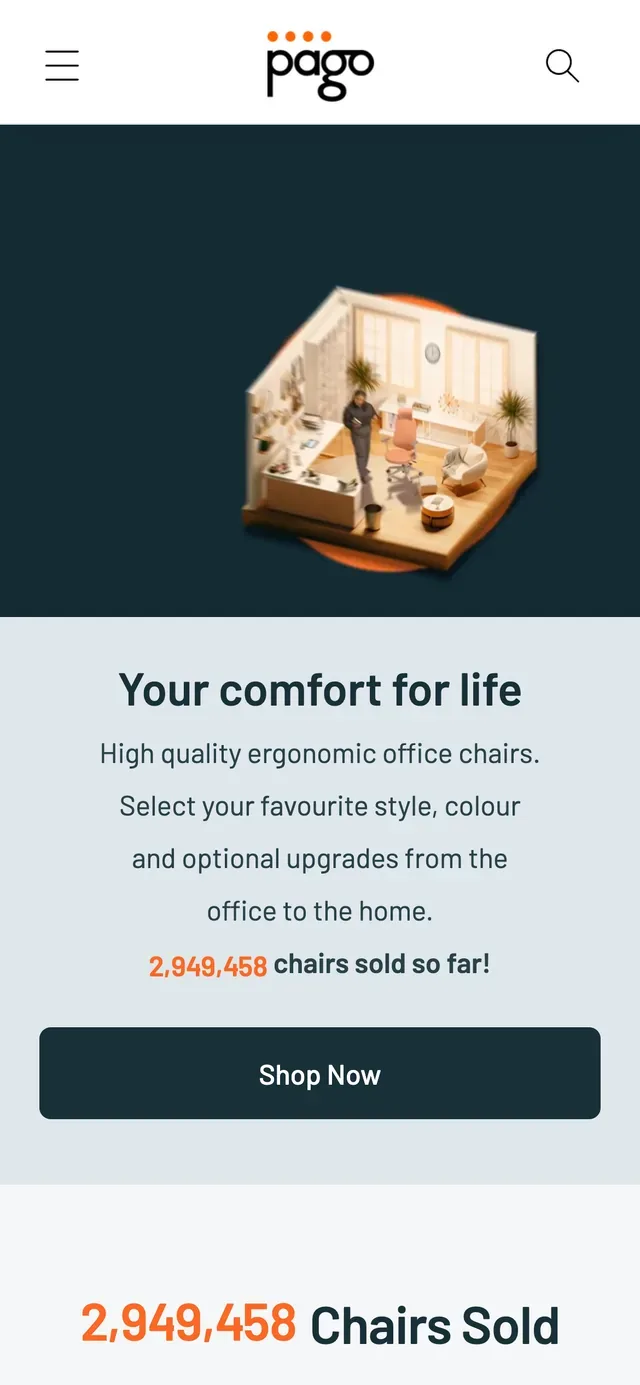 pago
Your comfort for life
High quality ergonomic office chairs.
Select your favourite style, colour
and optional upgrades from the
office to the home.
2,949,458 chairs sold so far!
Shop Now
2,949,458 Chairs Sold